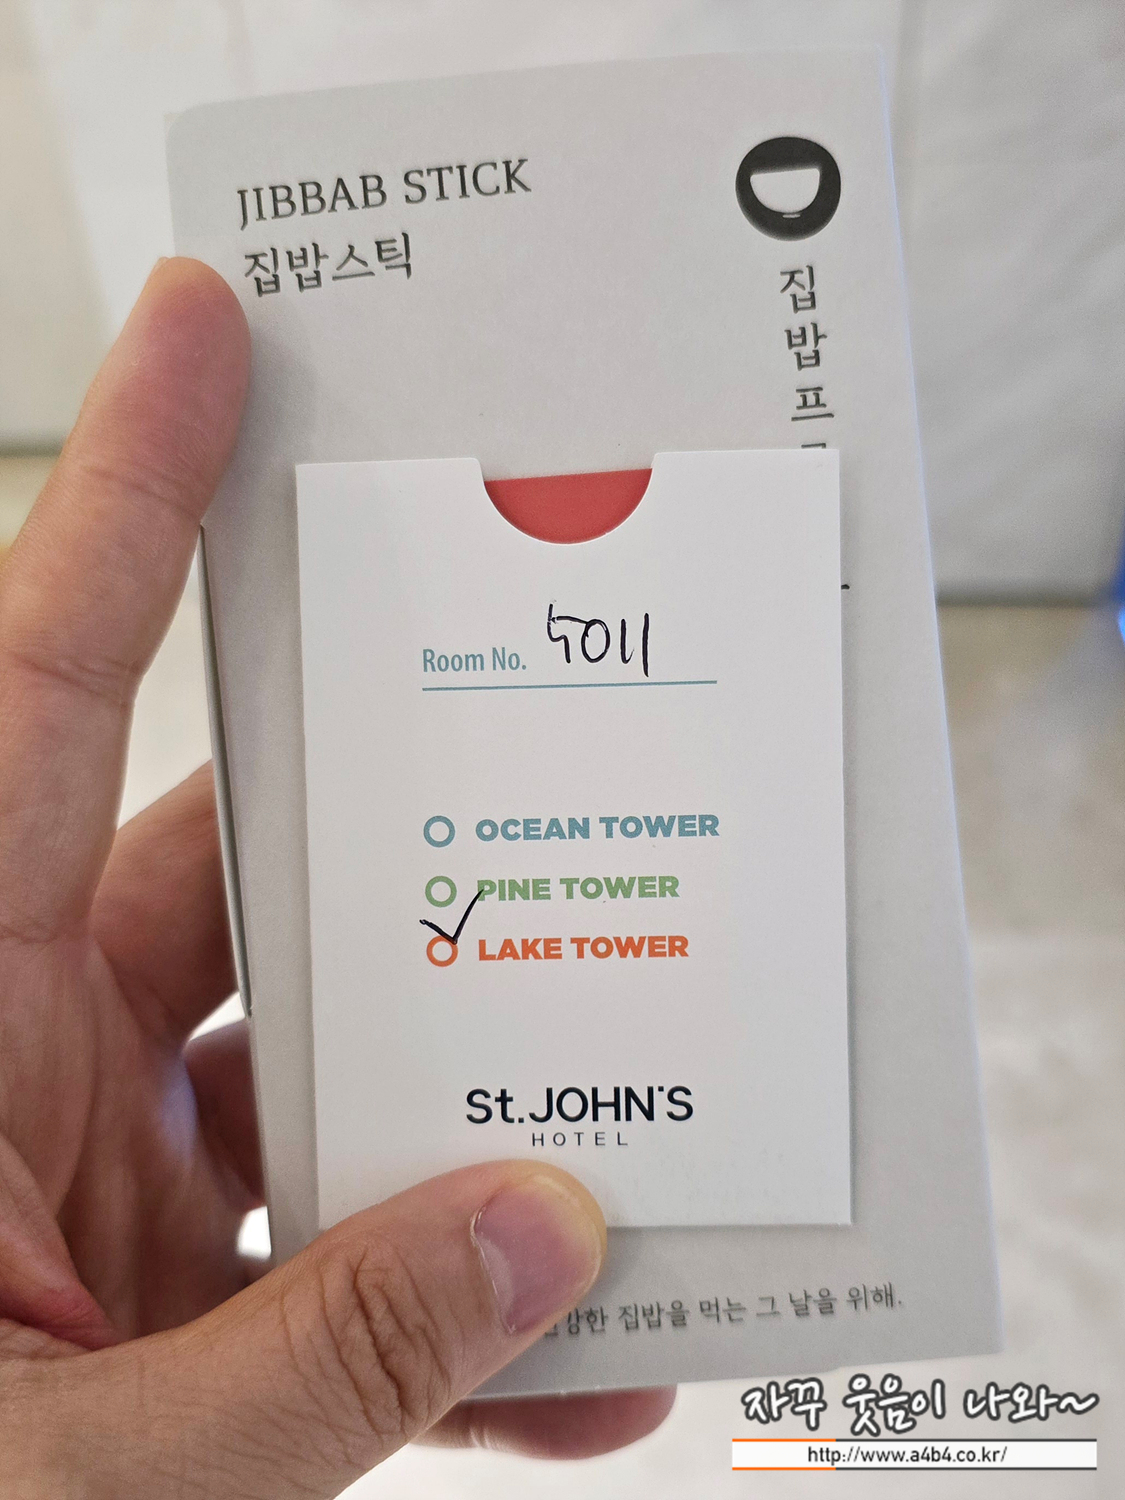 JIBBAB STICK
집밥스틱
집밥프
Room No. 5011
OCEAN TOWER
PINE TOWER
LAKE TOWER
St.JOHN'S
HOTEL
집밥을 먹는 그 날을 위해.
자꾸 웃음이 나와~
http://www.a4b4.co.kr/